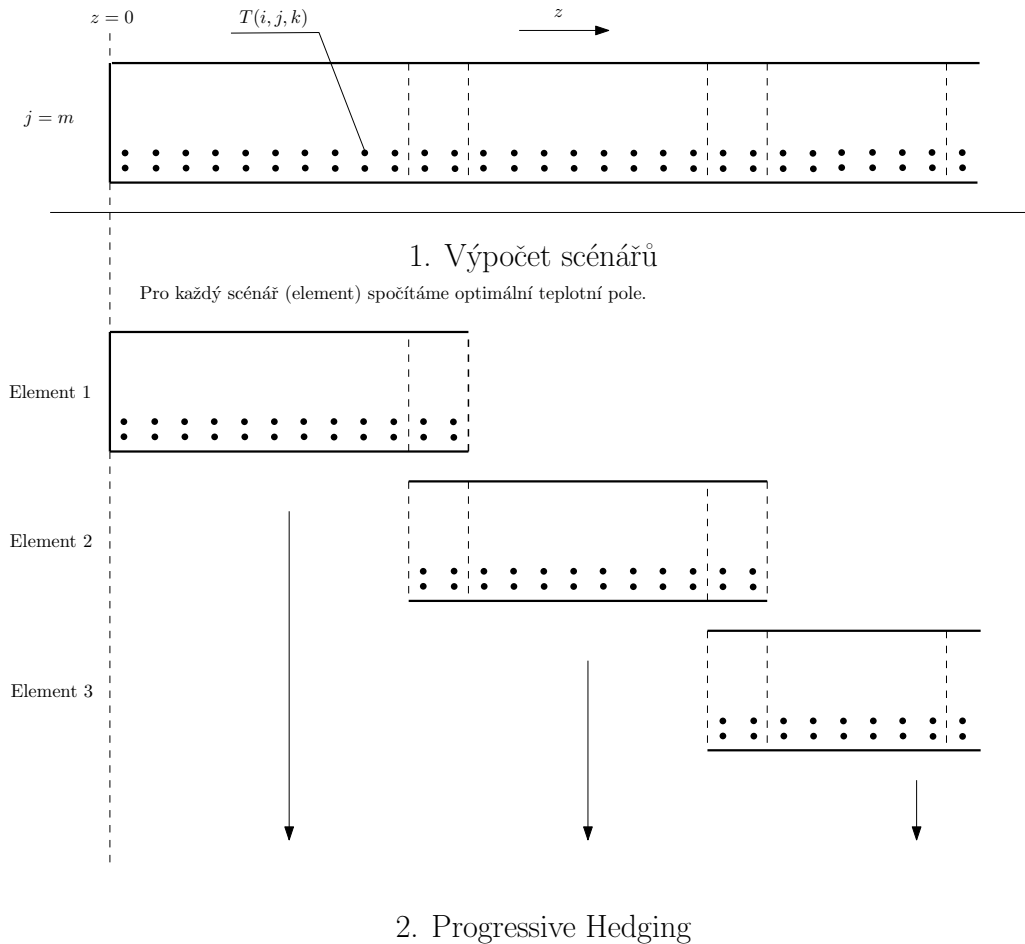 z = 0
T(i, j, k)
z
j = m
1. Výpočet scénářů
Pro každý scénář (element) spočítáme optimální teplotní pole.
Element 1
Element 2
Element 3
2. Progressive Hedging